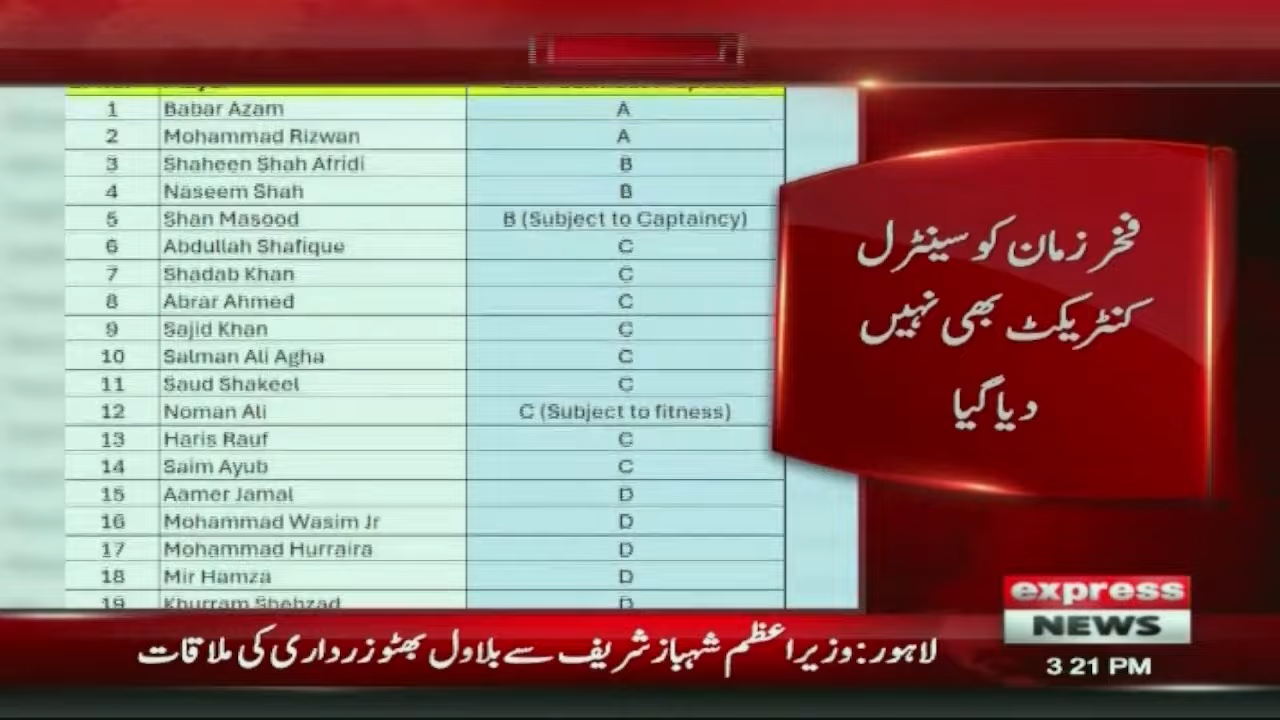 1 Babar Azam A
2 Mohammad Rizwan A
3 Shaheen Shah Afridi B
4 Naseem Shah B
5 Shan Masood B (Subject to Captaincy)
6 Abdullah Shafique C
7 Shadab Khan C
8 Abrar Ahmed C
9 Sajid Khan C
10 Salman Ali Agha C
11 Saud Shakeel C
12 Noman Ali C (Subject to fitness)
13 Haris Rauf C
14 Saim Ayub C
15 Aamer Jamal D
16 Mohammad Wasim Jr D
17 Mohammad Hurraira D
18 Mir Hamza D
19 Khurram Shehzad D
فخر زمان کو سینٹرل
کنٹریکٹ بھی نہیں
دیا گیا
express
NEWS
3 21 PM
لاہور: وزیراعظم شہباز شریف سے بلاول بھٹو زرداری کی ملاقات